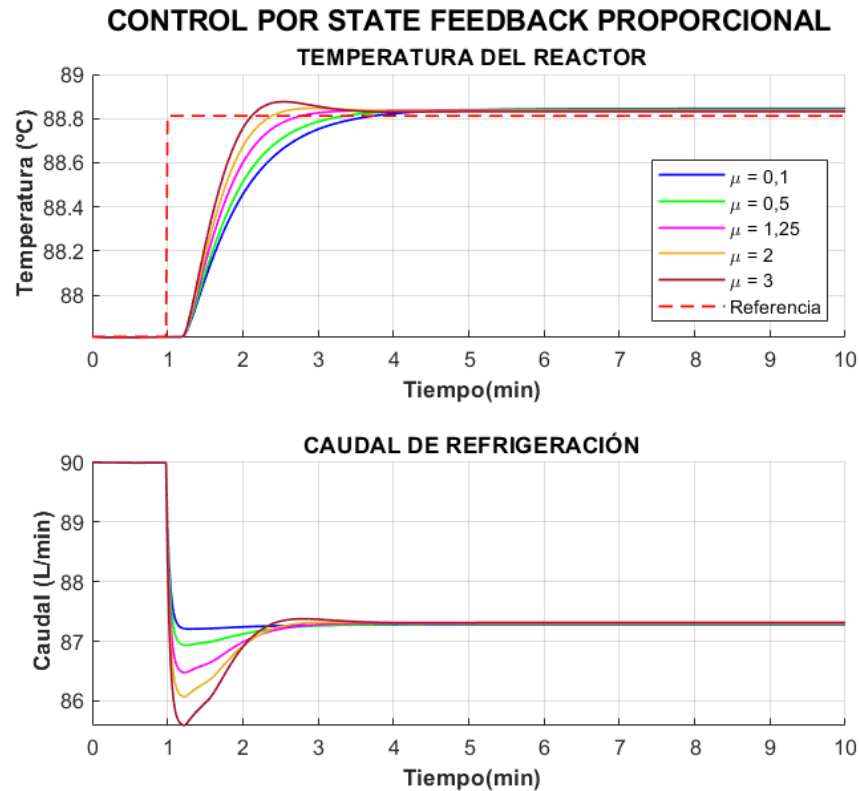 CONTROL POR STATE FEEDBACK PROPORCIONAL
TEMPERATURA DEL REACTOR
Temperatura (ºC)
89
88.8
88.6
88.4
88.2
88
μ = 0,1
μ = 0,5
μ = 1,25
μ = 2
μ = 3
Referencia
0 1 2 3 4 5 6 7 8 9 10
Tiempo(min)
CAUDAL DE REFRIGERACIÓN
Caudal (L/min)
90
89
88
87
86
0 1 2 3 4 5 6 7 8 9 10
Tiempo(min)